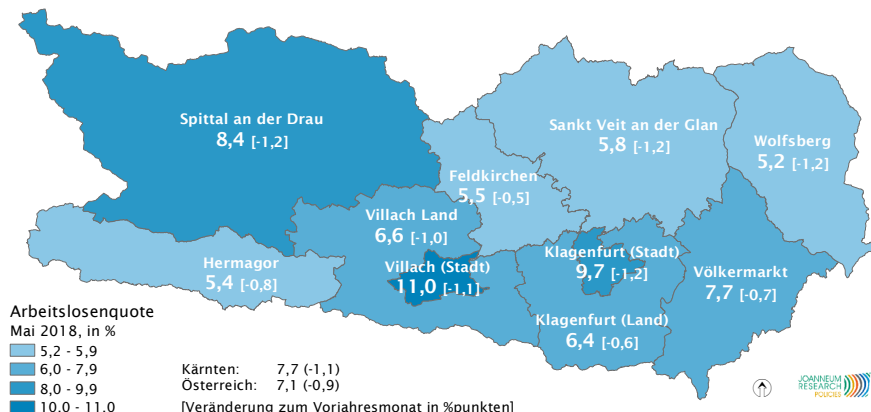 Spittal an der Drau
8,4 [-1,2]
Sankt Veit an der Glan
5,8 [-1,2]
Wolfsberg
5,2 [-1,2]
Feldkirchen
5,5 [-0,5]
Villach Land
6,6 [-1,0]
Hermagor
5,4 [-0,8]
Villach (Stadt)
11,0 [-1,1]
Klagenfurt (Stadt)
9,7 [-1,2]
Völkermarkt
7,7 [-0,7]
Klagenfurt (Land)
6,4 [-0,6]
Arbeitslosenquote
Mai 2018, in %
5,2 - 5,9
6,0 - 7,9
8,0 - 9,9
10,0 - 11,0
Kärnten: 7,7 (-1,1)
Österreich: 7,1 (-0,9)
[Veränderung zum Vorjahresmonat in %punkten]
JOANNEUM
RESEARCH
POLICIES